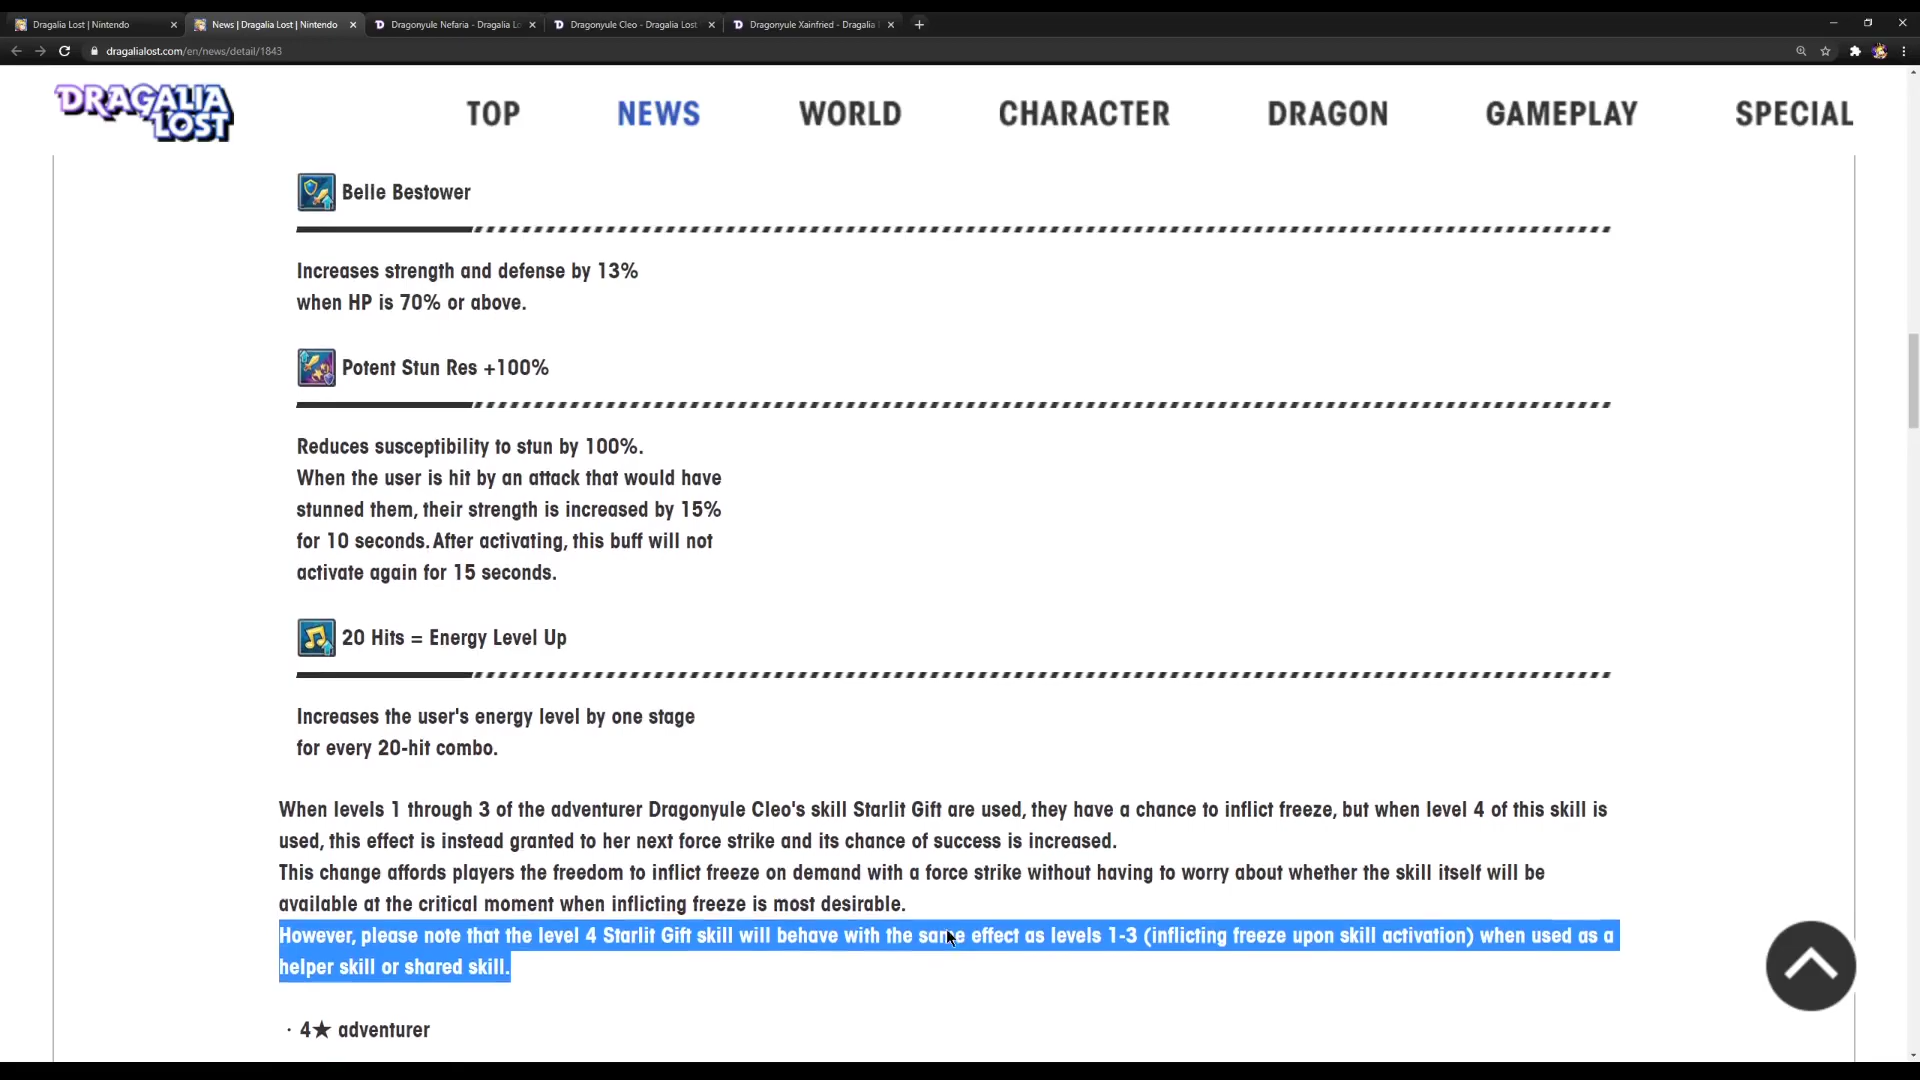 Dragalia Lost | Nintendo
News | Dragalia Lost | Nintendo
Dragonyule Nefaria - Dragalia Lo
Dragonyule Cleo - Dragalia Lost
Dragonyule Xainfried - Dragalia
dragalialost.com/en/news/detail/1843
DRAGALIA LOST
TOP NEWS WORLD CHARACTER DRAGON GAMEPLAY SPECIAL
Belle Bestower
Increases strength and defense by 13%
when HP is 70% or above.
Potent Stun Res +100%
Reduces susceptibility to stun by 100%.
When the user is hit by an attack that would have
stunned them, their strength is increased by 15%
for 10 seconds. After activating, this buff will not
activate again for 15 seconds.
20 Hits = Energy Level Up
Increases the user's energy level by one stage
for every 20-hit combo.
When levels 1 through 3 of the adventurer Dragonyule Cleo's skill Starlit Gift are used, they have a chance to inflict freeze, but when level 4 of this skill is
used, this effect is instead granted to her next force strike and its chance of success is increased.
This change affords players the freedom to inflict freeze on demand with a force strike without having to worry about whether the skill itself will be
available at the critical moment when inflicting freeze is most desirable.
However, please note that the level 4 Starlit Gift skill will behave with the same effect as levels 1-3 (inflicting freeze upon skill activation) when used as a
helper skill or shared skill.
· 4★ adventurer